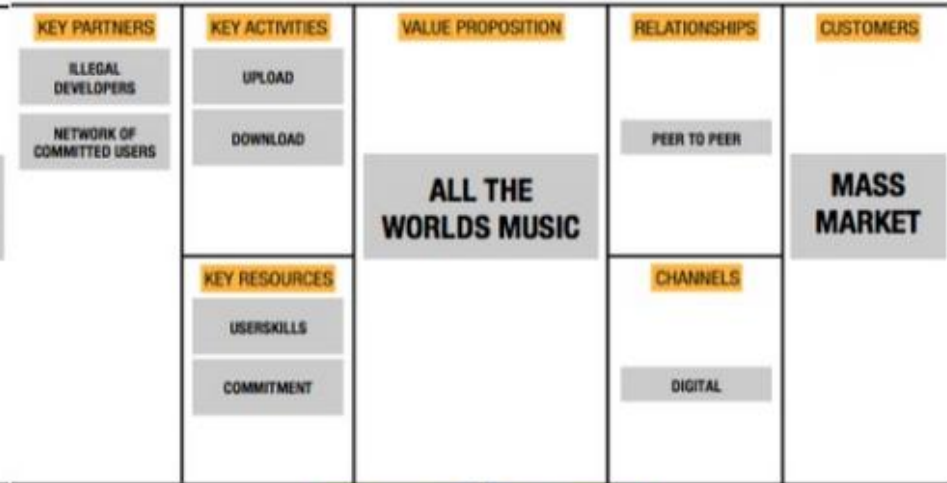 KEY PARTNERS
ILLEGAL
DEVELOPERS
NETWORK OF
COMMITTED USERS
KEY ACTIVITIES
UPLOAD
DOWNLOAD
KEY RESOURCES
USERSKILLS
COMMITMENT
VALUE PROPOSITION
ALL THE
WORLDS MUSIC
RELATIONSHIPS
PEER TO PEER
CHANNELS
DIGITAL
CUSTOMERS
MASS
MARKET